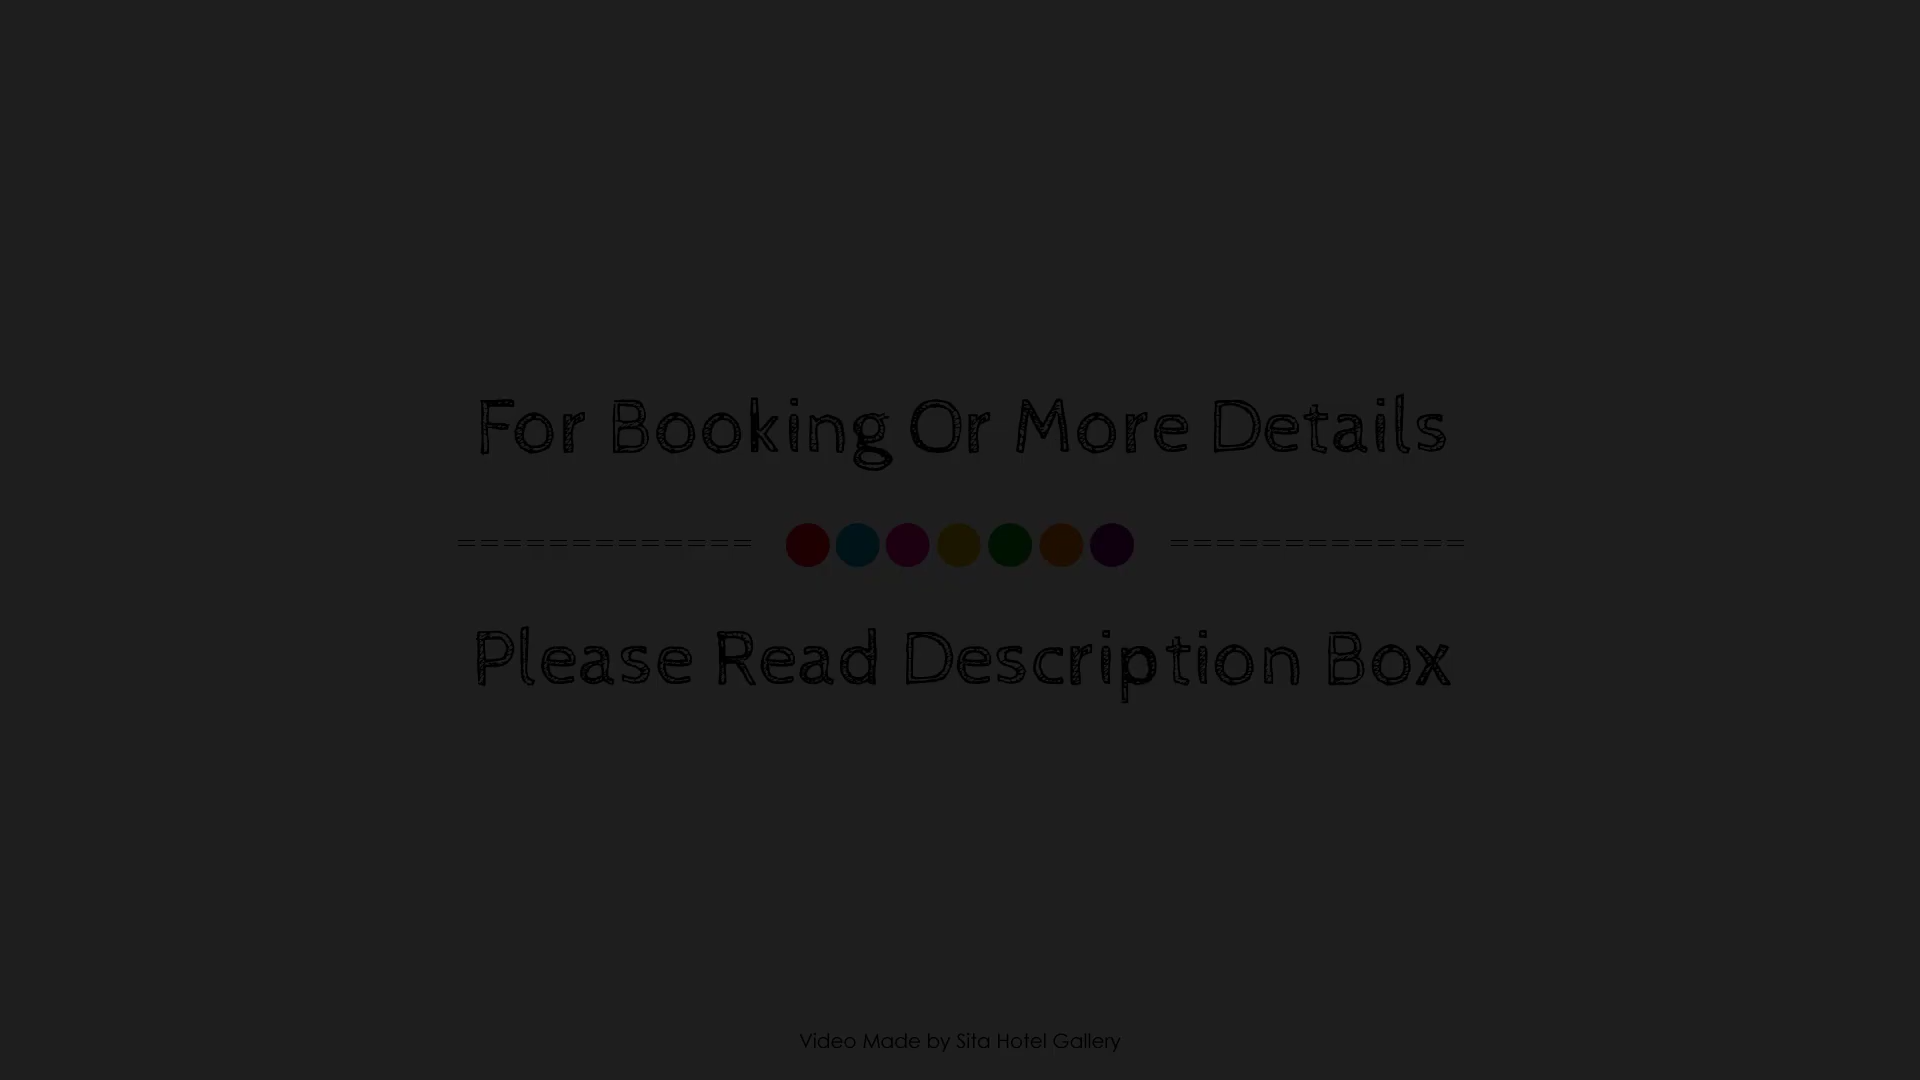 For Booking Or More Details
============= =============
Please Read Description Box
Video Made by Sita Hotel Gallery